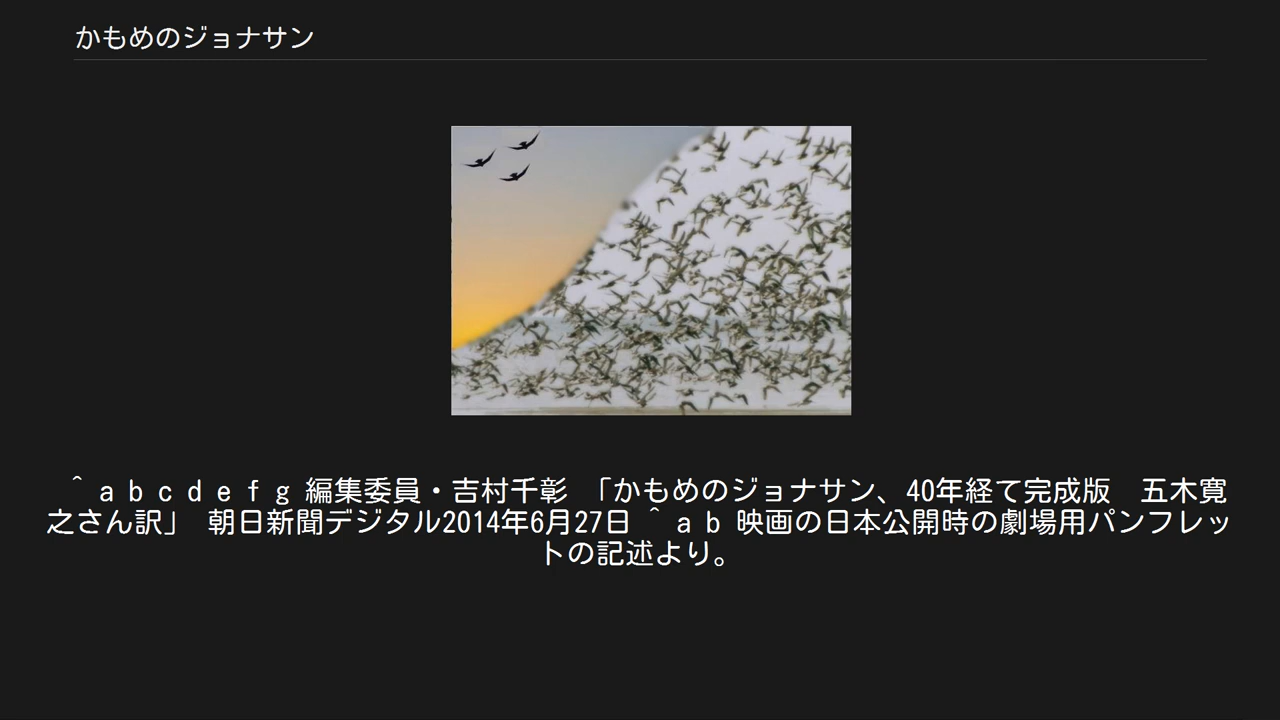 かもめのジョナサン
^ a b c d e f g 編集委員・吉村千彰 「かもめのジョナサン、40年経て完成版　五木寛
之さん訳」 朝日新聞デジタル2014年6月27日 ^ a b 映画の日本公開時の劇場用パンフレッ
トの記述より。